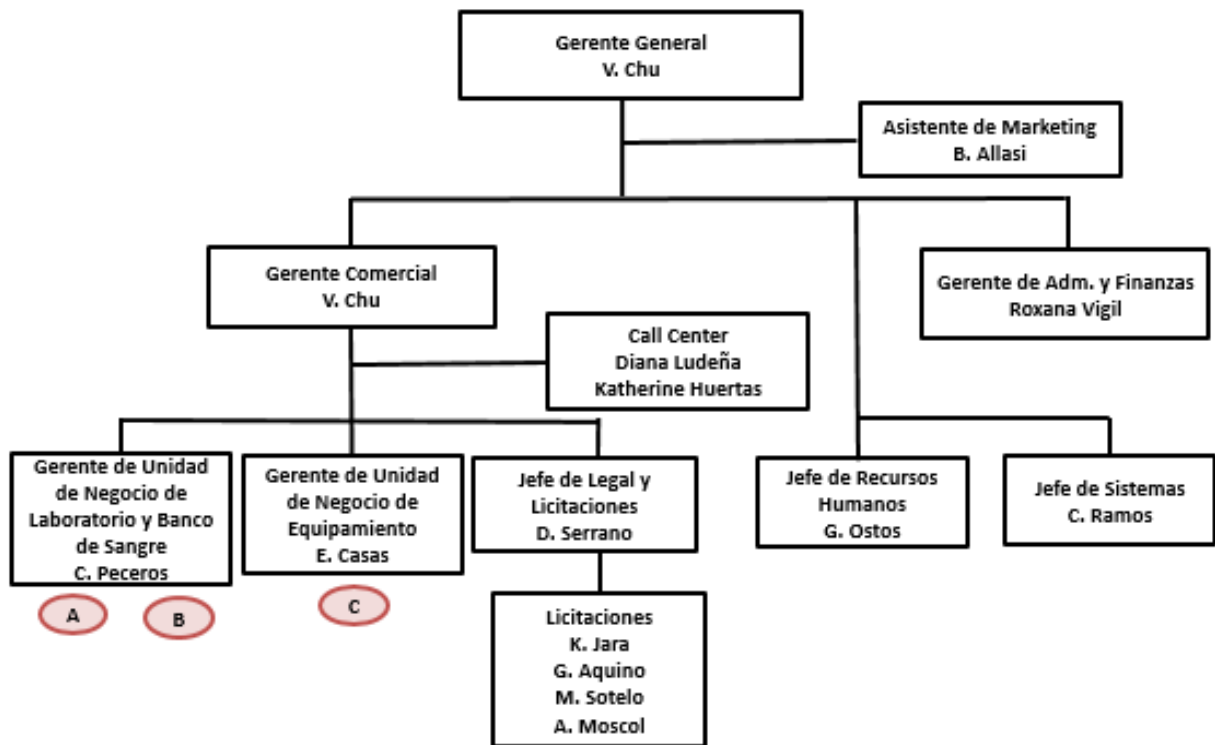 Gerente General
V. Chu
Asistente de Marketing
B. Allasi
Gerente Comercial
V. Chu
Gerente de Adm. y Finanzas
Roxana Vigil
Call Center
Diana Ludeña
Katherine Huertas
Gerente de Unidad
de Negocio de
Laboratorio y Banco
de Sangre
C. Peceros
Gerente de Unidad
de Negocio de
Equipamiento
E. Casas
Jefe de Legal y
Licitaciones
D. Serrano
Jefe de Recursos
Humanos
G. Ostos
Jefe de Sistemas
C. Ramos
A
B
C
Licitaciones
K. Jara
G. Aquino
M. Sotelo
A. Moscol